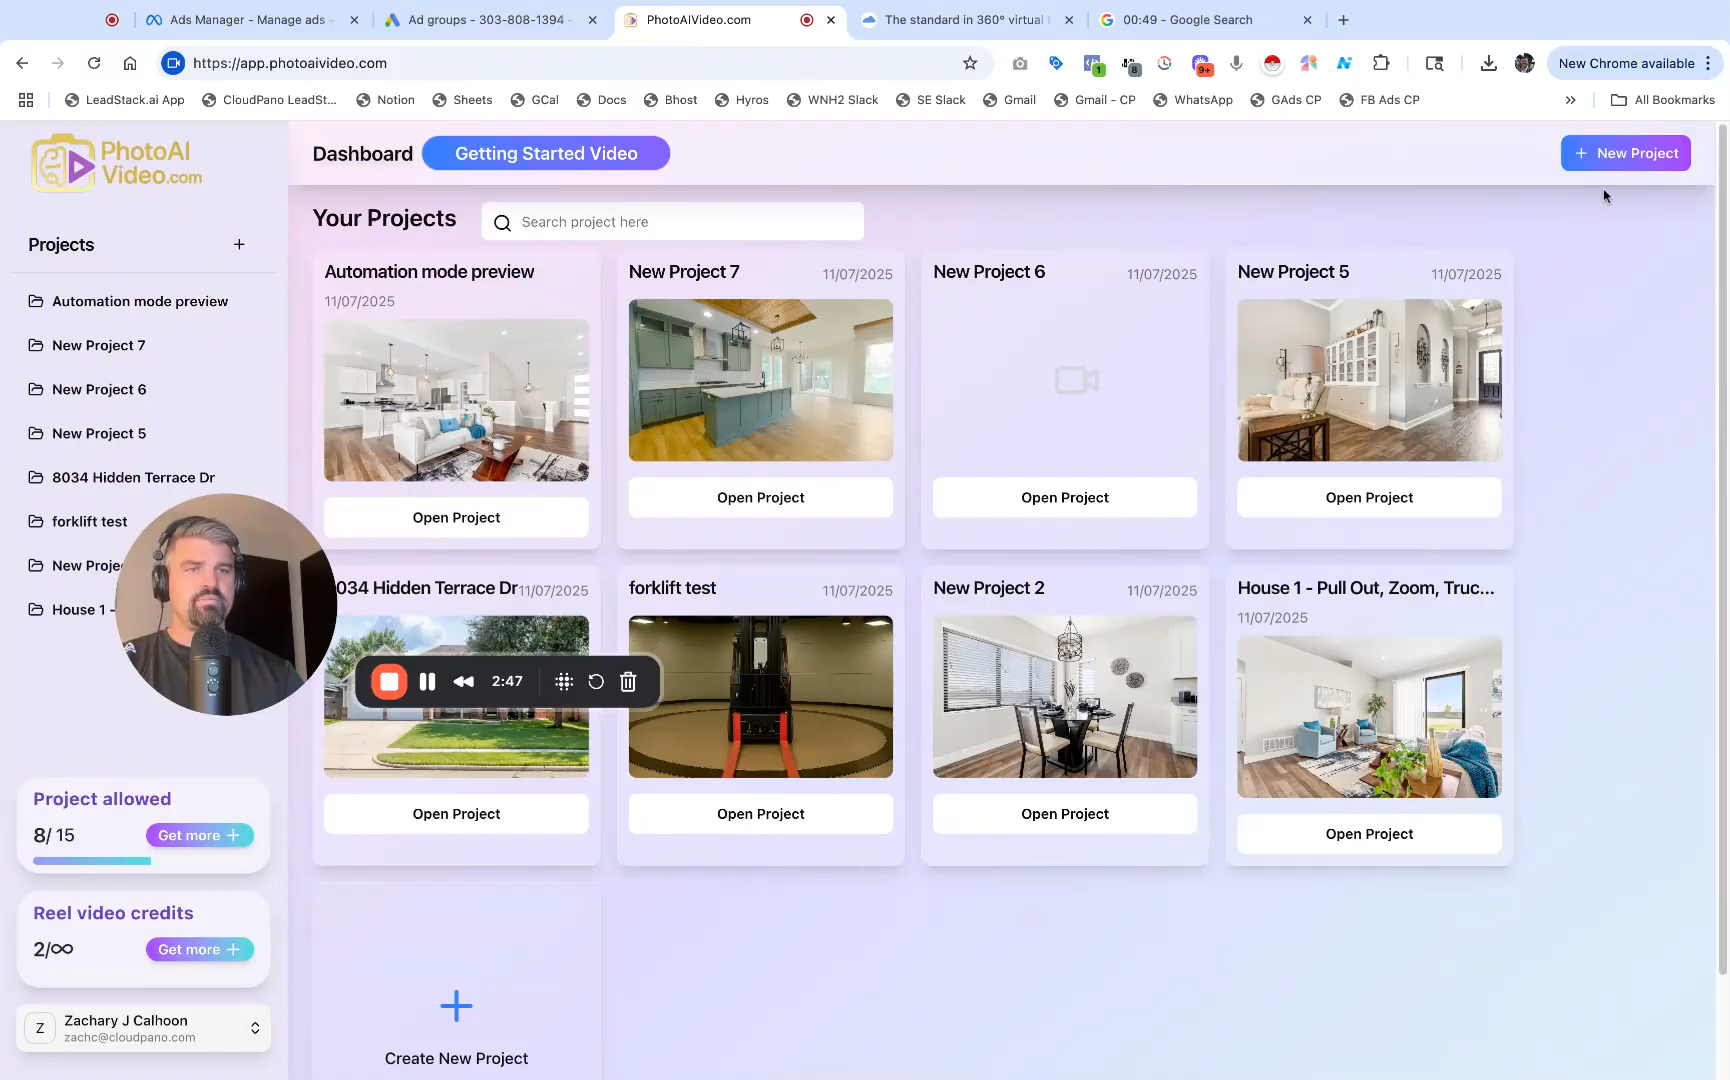 Ads Manager - Manage ads -
Ad groups - 303-808-1394 -
PhotoAIVideo.com
The standard in 360° virtual
00:49 - Google Search
https://app.photoaivideo.com
1
8
9+
New Chrome available
LeadStack.ai App
CloudPano LeadSt...
Notion
Sheets
GCal
Docs
Bhost
Hyros
WNH2 Slack
SE Slack
Gmail
Gmail - CP
WhatsApp
GAds CP
FB Ads CP
All Bookmarks
PhotoAI
Video.com
Dashboard
Getting Started Video
+ New Project
Projects
Automation mode preview
New Project 7
New Project 6
New Project 5
8034 Hidden Terrace Dr
forklift test
New Proje
House 1 -
Your Projects
Search project here
Automation mode preview
11/07/2025
Open Project
New Project 7
11/07/2025
Open Project
New Project 6
11/07/2025
Open Project
New Project 5
11/07/2025
Open Project
034 Hidden Terrace Dr
11/07/2025
Open Project
forklift test
11/07/2025
Open Project
New Project 2
11/07/2025
Open Project
House 1 - Pull Out, Zoom, Truc...
11/07/2025
Open Project
2:47
Create New Project
Project allowed
8/ 15
Get more +
Reel video credits
2/∞
Get more +
Z
Zachary J Calhoon
zachc@cloudpano.com